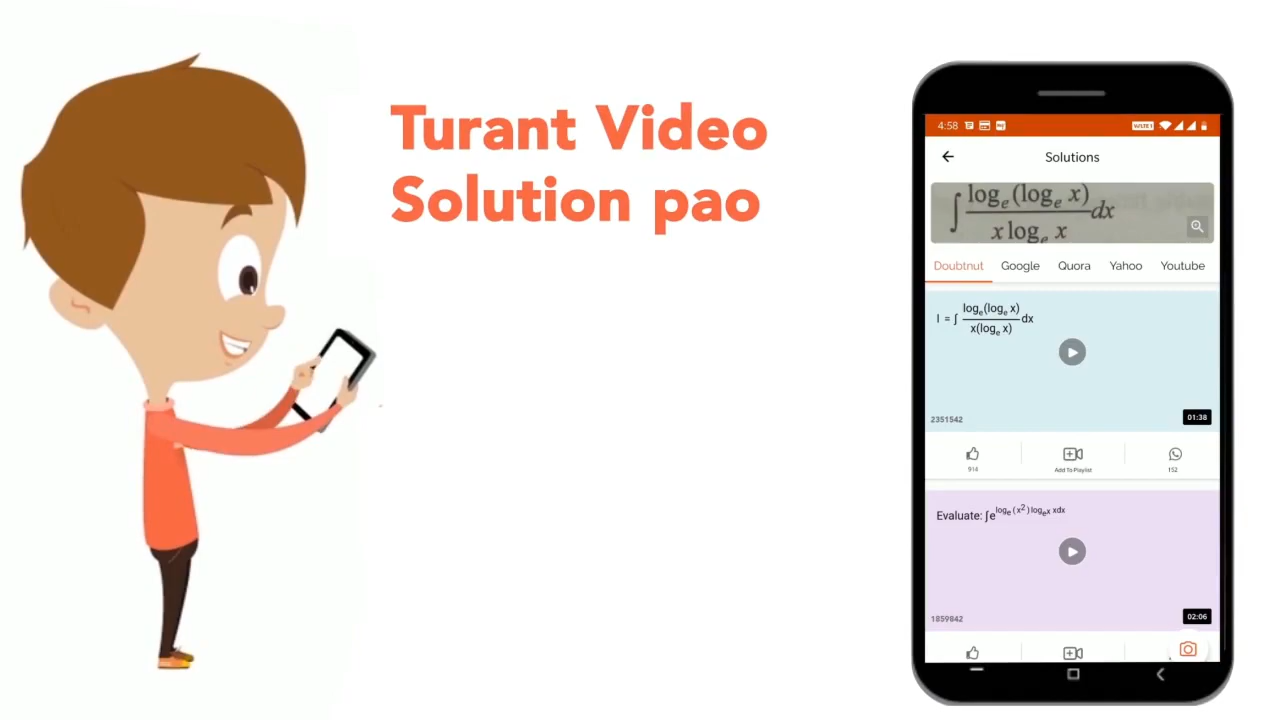 Turant Video
Solution pao
4:58
VoLTE1
Solutions
∫ logₑ(logₑ x) / x logₑ x dx
Doubtnut Google Quora Yahoo Youtube
I = ∫ logₑ(logₑ x) / x(logₑ x) dx
2351542 01:38
914 Add To Playlist 152
Evaluate: ∫e^logₑ(x²)logₑx xdx
1859842 02:06